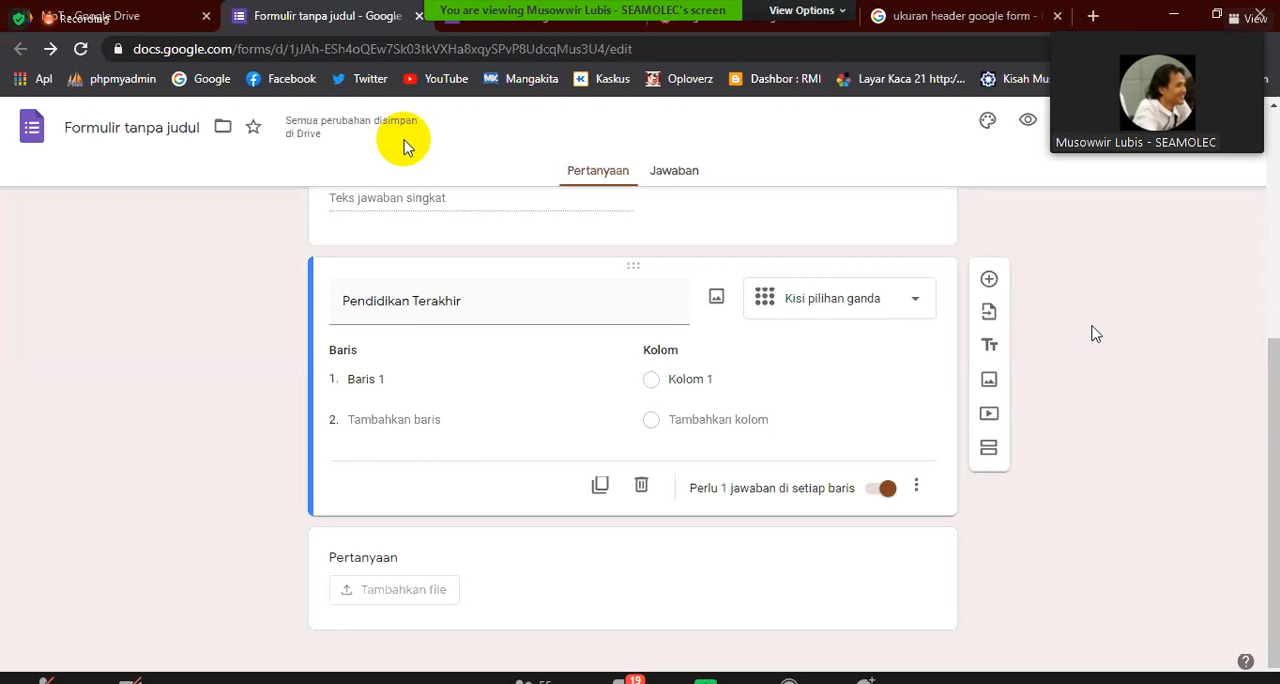 Google Drive
Recording
Formulir tanpa judul - Google
You are viewing Musowwir Lubis - SEAMOLEC's screen
View Options
ukuran header google form -
View
docs.google.com/forms/d/1jJAh-ESh4oQEw7Sk03tkVXHa8xqySPvP8UdcqMus3U4/edit
Apl
phpmyadmin
Google
Facebook
Twitter
YouTube
Mangakita
Kaskus
Oploverz
Dashbor : RMI
Layar Kaca 21 http:/...
Kisah Mu
Musowwir Lubis - SEAMOLEC
Formulir tanpa judul
Semua perubahan disimpan
di Drive
Pertanyaan
Jawaban
Teks jawaban singkat
Pendidikan Terakhir
Kisi pilihan ganda
Baris
Kolom
1. Baris 1
Kolom 1
2. Tambahkan baris
Tambahkan kolom
Perlu 1 jawaban di setiap baris
Pertanyaan
Tambahkan file
19